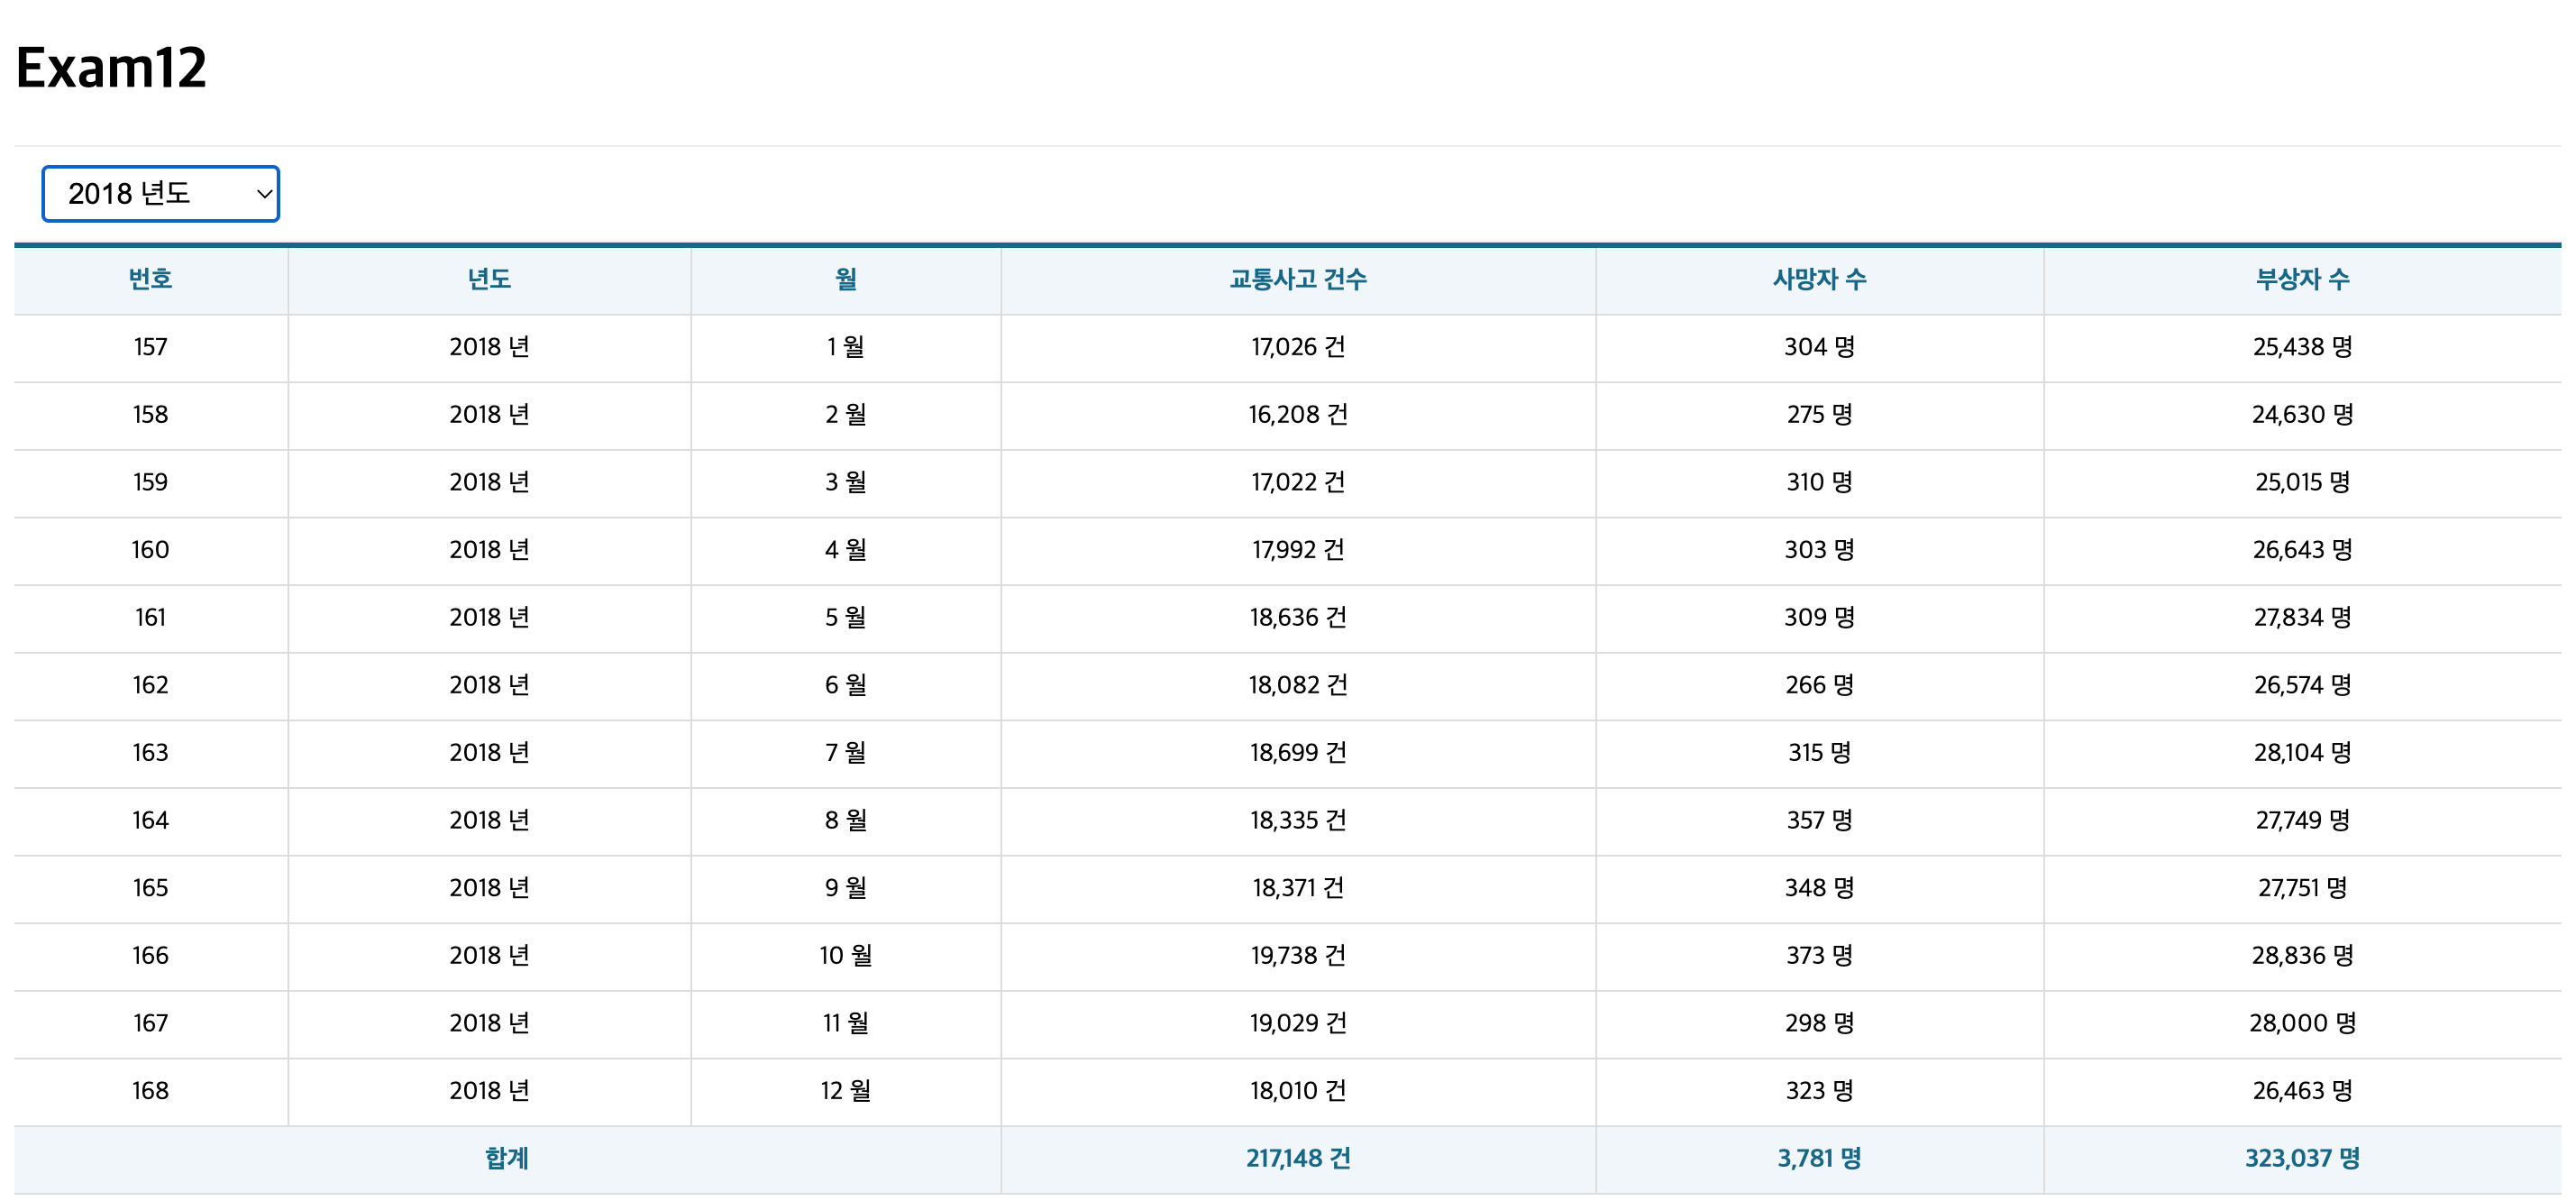 Exam12
2018 년도
번호 년도 월 교통사고 건수 사망자 수 부상자 수
157 2018 년 1 월 17,026 건 304 명 25,438 명
158 2018 년 2 월 16,208 건 275 명 24,630 명
159 2018 년 3 월 17,022 건 310 명 25,015 명
160 2018 년 4 월 17,992 건 303 명 26,643 명
161 2018 년 5 월 18,636 건 309 명 27,834 명
162 2018 년 6 월 18,082 건 266 명 26,574 명
163 2018 년 7 월 18,699 건 315 명 28,104 명
164 2018 년 8 월 18,335 건 357 명 27,749 명
165 2018 년 9 월 18,371 건 348 명 27,751 명
166 2018 년 10 월 19,738 건 373 명 28,836 명
167 2018 년 11 월 19,029 건 298 명 28,000 명
168 2018 년 12 월 18,010 건 323 명 26,463 명
합계 217,148 건 3,781 명 323,037 명